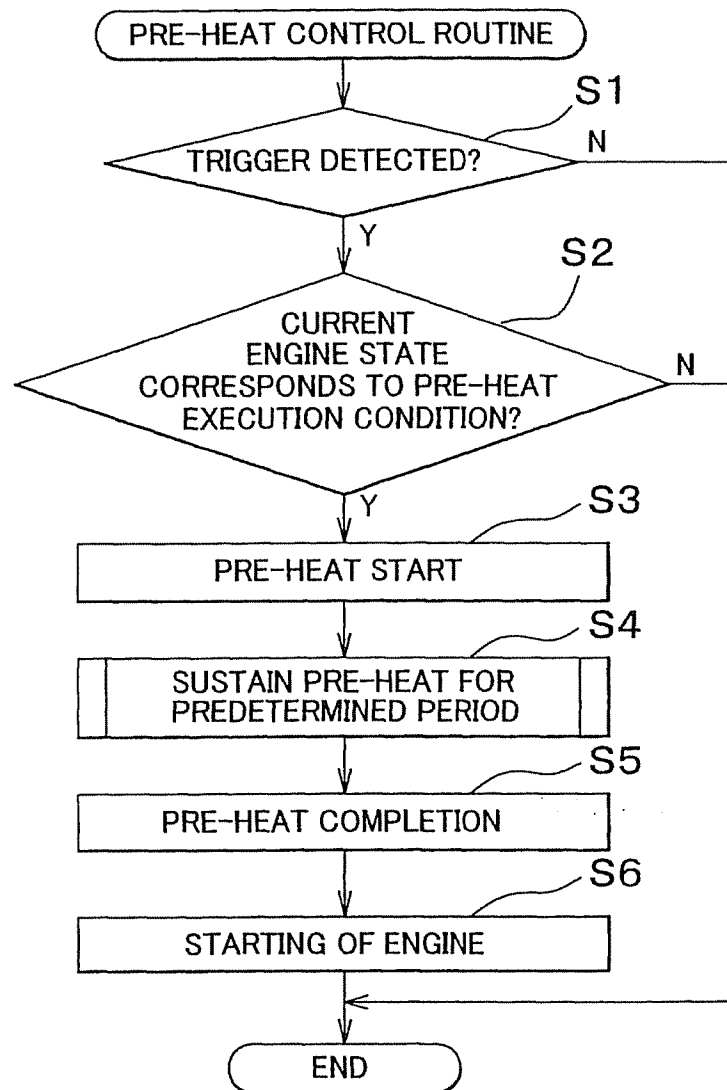 PRE-HEAT CONTROL ROUTINE
S1
TRIGGER DETECTED?
N
Y
S2
CURRENT
ENGINE STATE
CORRESPONDS TO PRE-HEAT
EXECUTION CONDITION?
N
Y
S3
PRE-HEAT START
S4
SUSTAIN PRE-HEAT FOR
PREDETERMINED PERIOD
S5
PRE-HEAT COMPLETION
S6
STARTING OF ENGINE
END